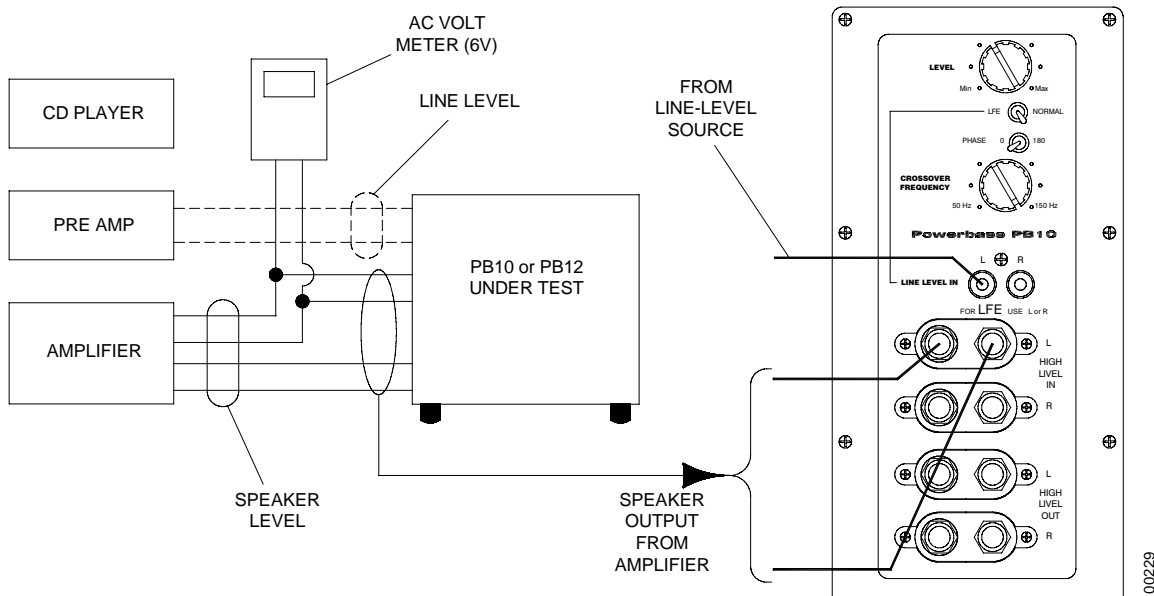 AC VOLT
METER (6V)
CD PLAYER
LINE LEVEL
PRE AMP
PB10 or PB12
UNDER TEST
AMPLIFIER
SPEAKER
LEVEL
FROM
LINE-LEVEL
SOURCE
SPEAKER
OUTPUT
FROM
AMPLIFIER
LEVEL
Min Max
LFE NORMAL
PHASE 0 180
CROSSOVER
FREQUENCY
50 Hz 150 Hz
Powerbass PB10
L R
LINE LEVEL IN
FOR LFE USE L or R
L
HIGH
LIVEL
IN
R
L
HIGH
LIVEL
OUT
R
00229